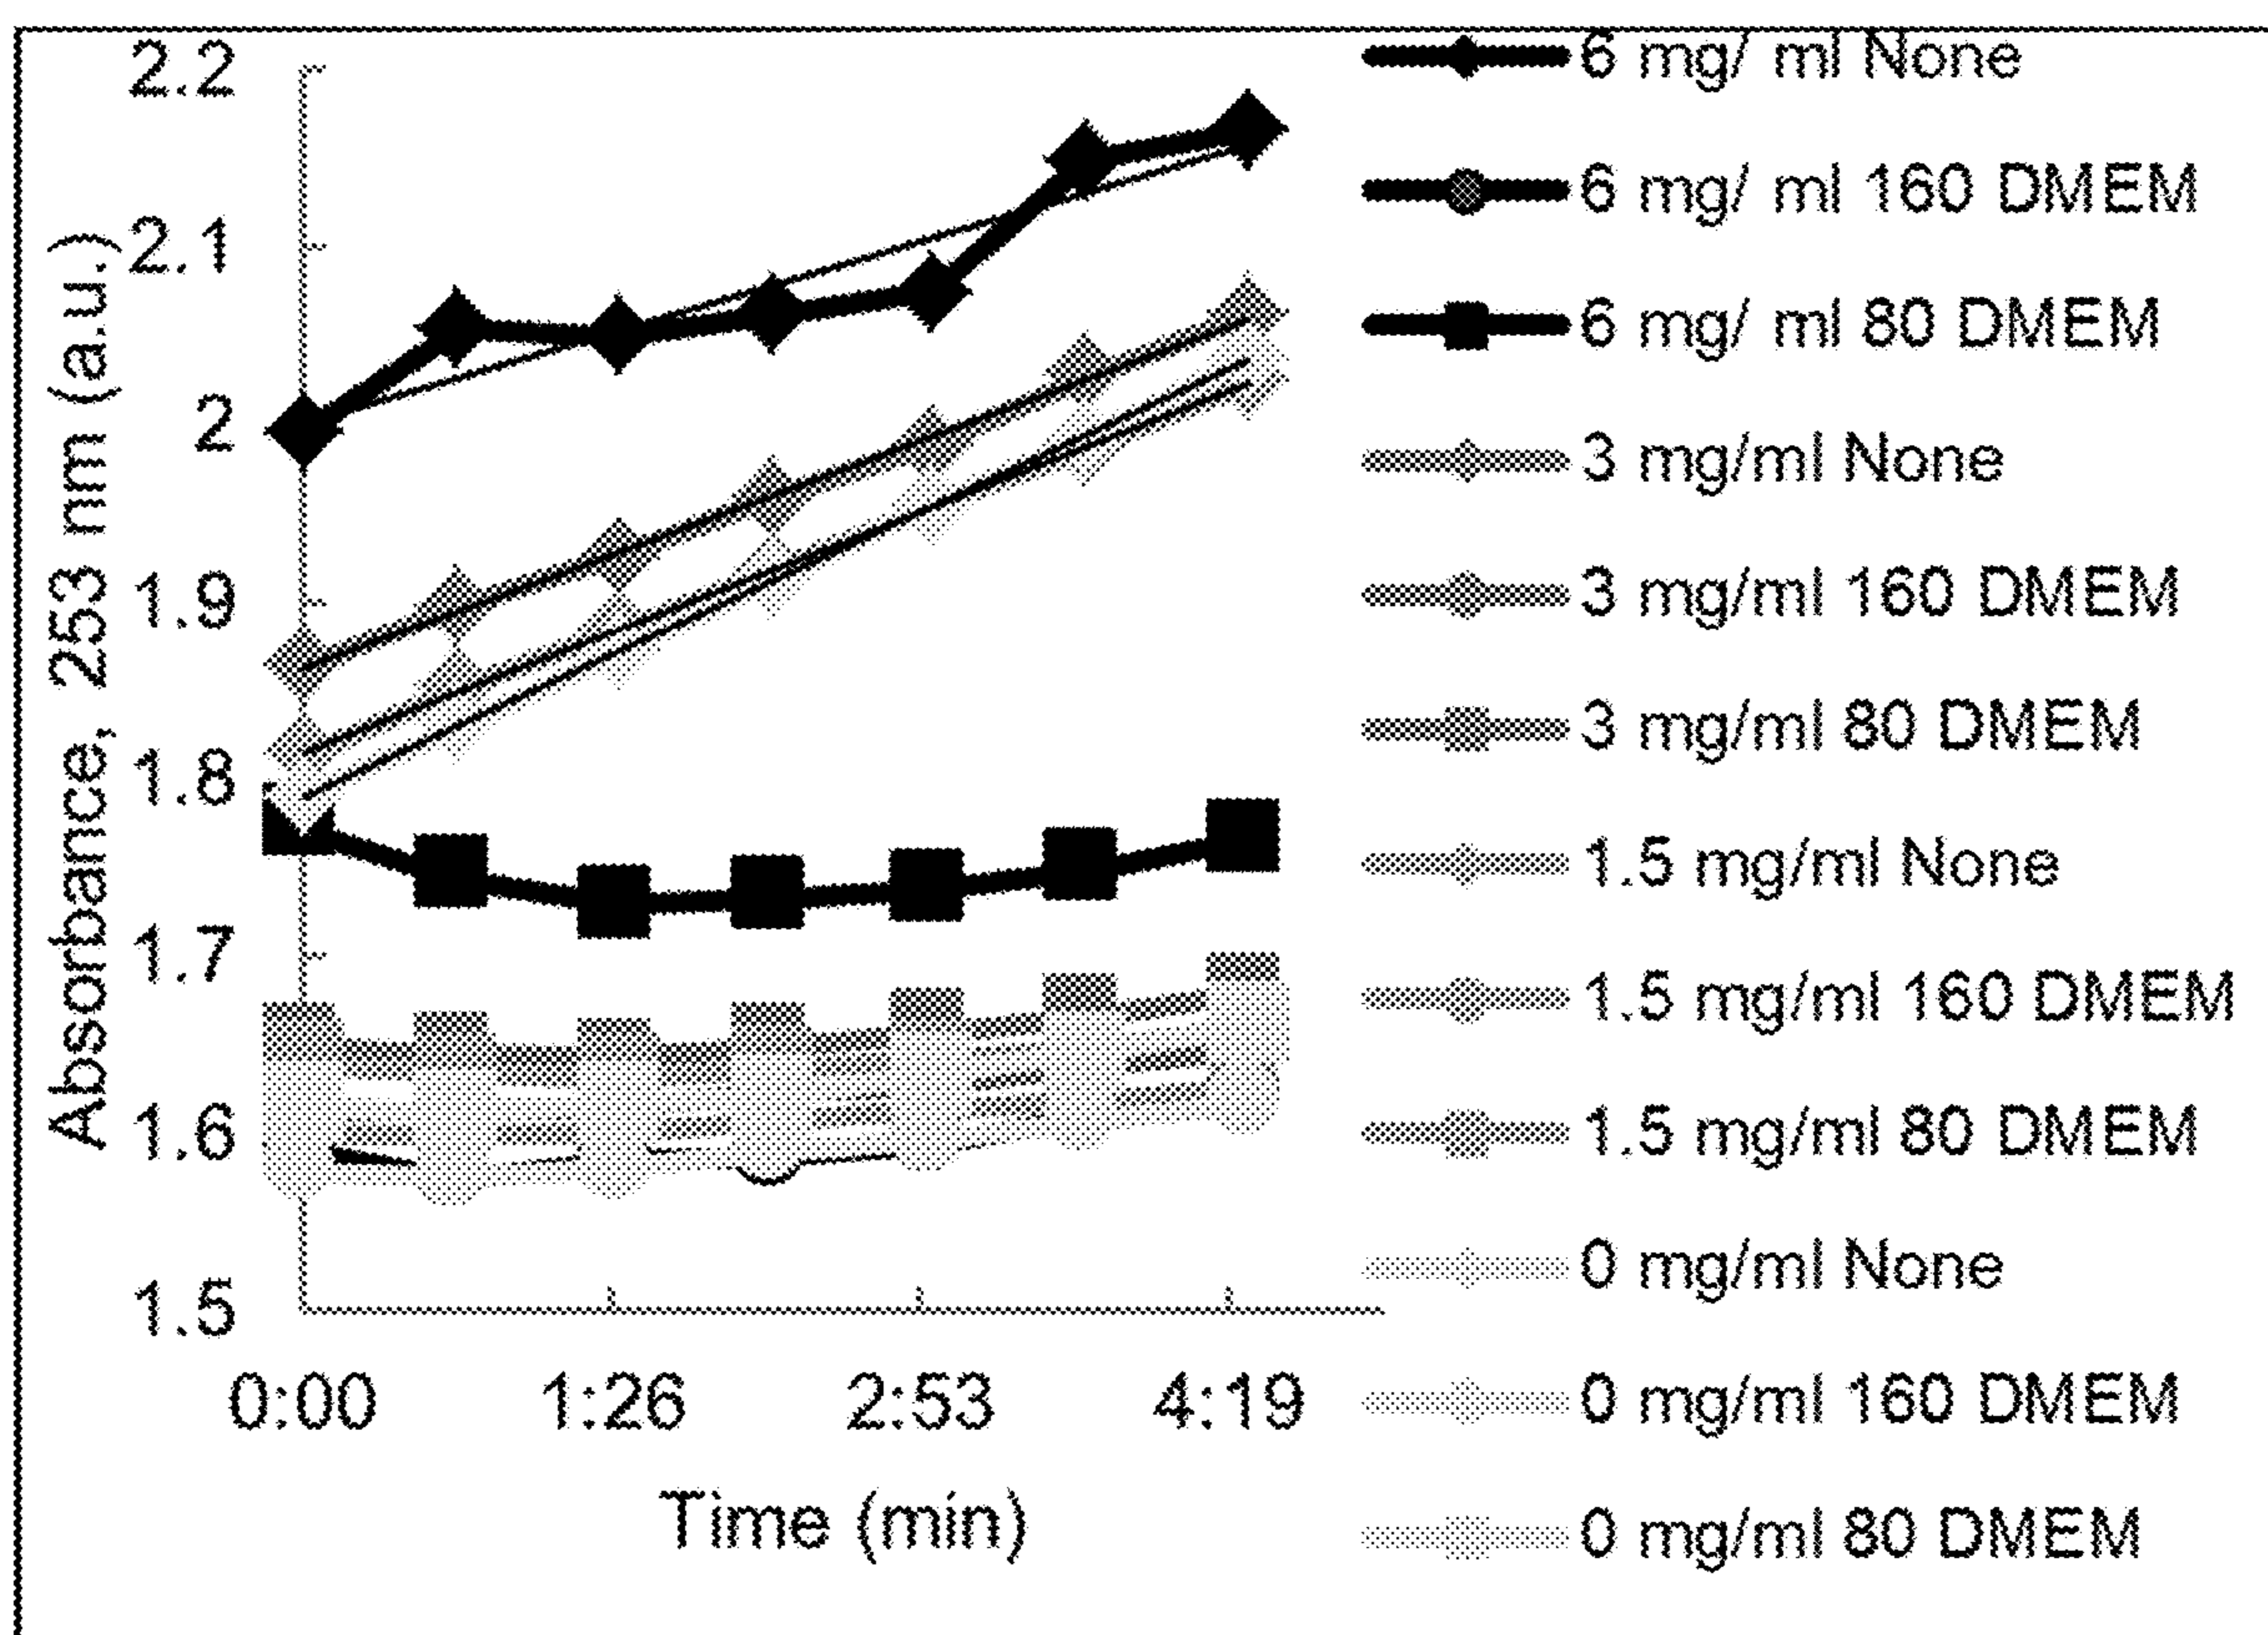 Absorbance, 253 nm (a.u.)
2.2
2.1
2
1.9
1.8
1.7
1.6
1.5
0:00 1:26 2:53 4:19
Time (min)
6 mg/ ml None
6 mg/ ml 160 DMEM
6 mg/ ml 80 DMEM
3 mg/ml None
3 mg/ml 160 DMEM
3 mg/ml 80 DMEM
1.5 mg/ml None
1.5 mg/ml 160 DMEM
1.5 mg/ml 80 DMEM
0 mg/ml None
0 mg/ml 160 DMEM
0 mg/ml 80 DMEM